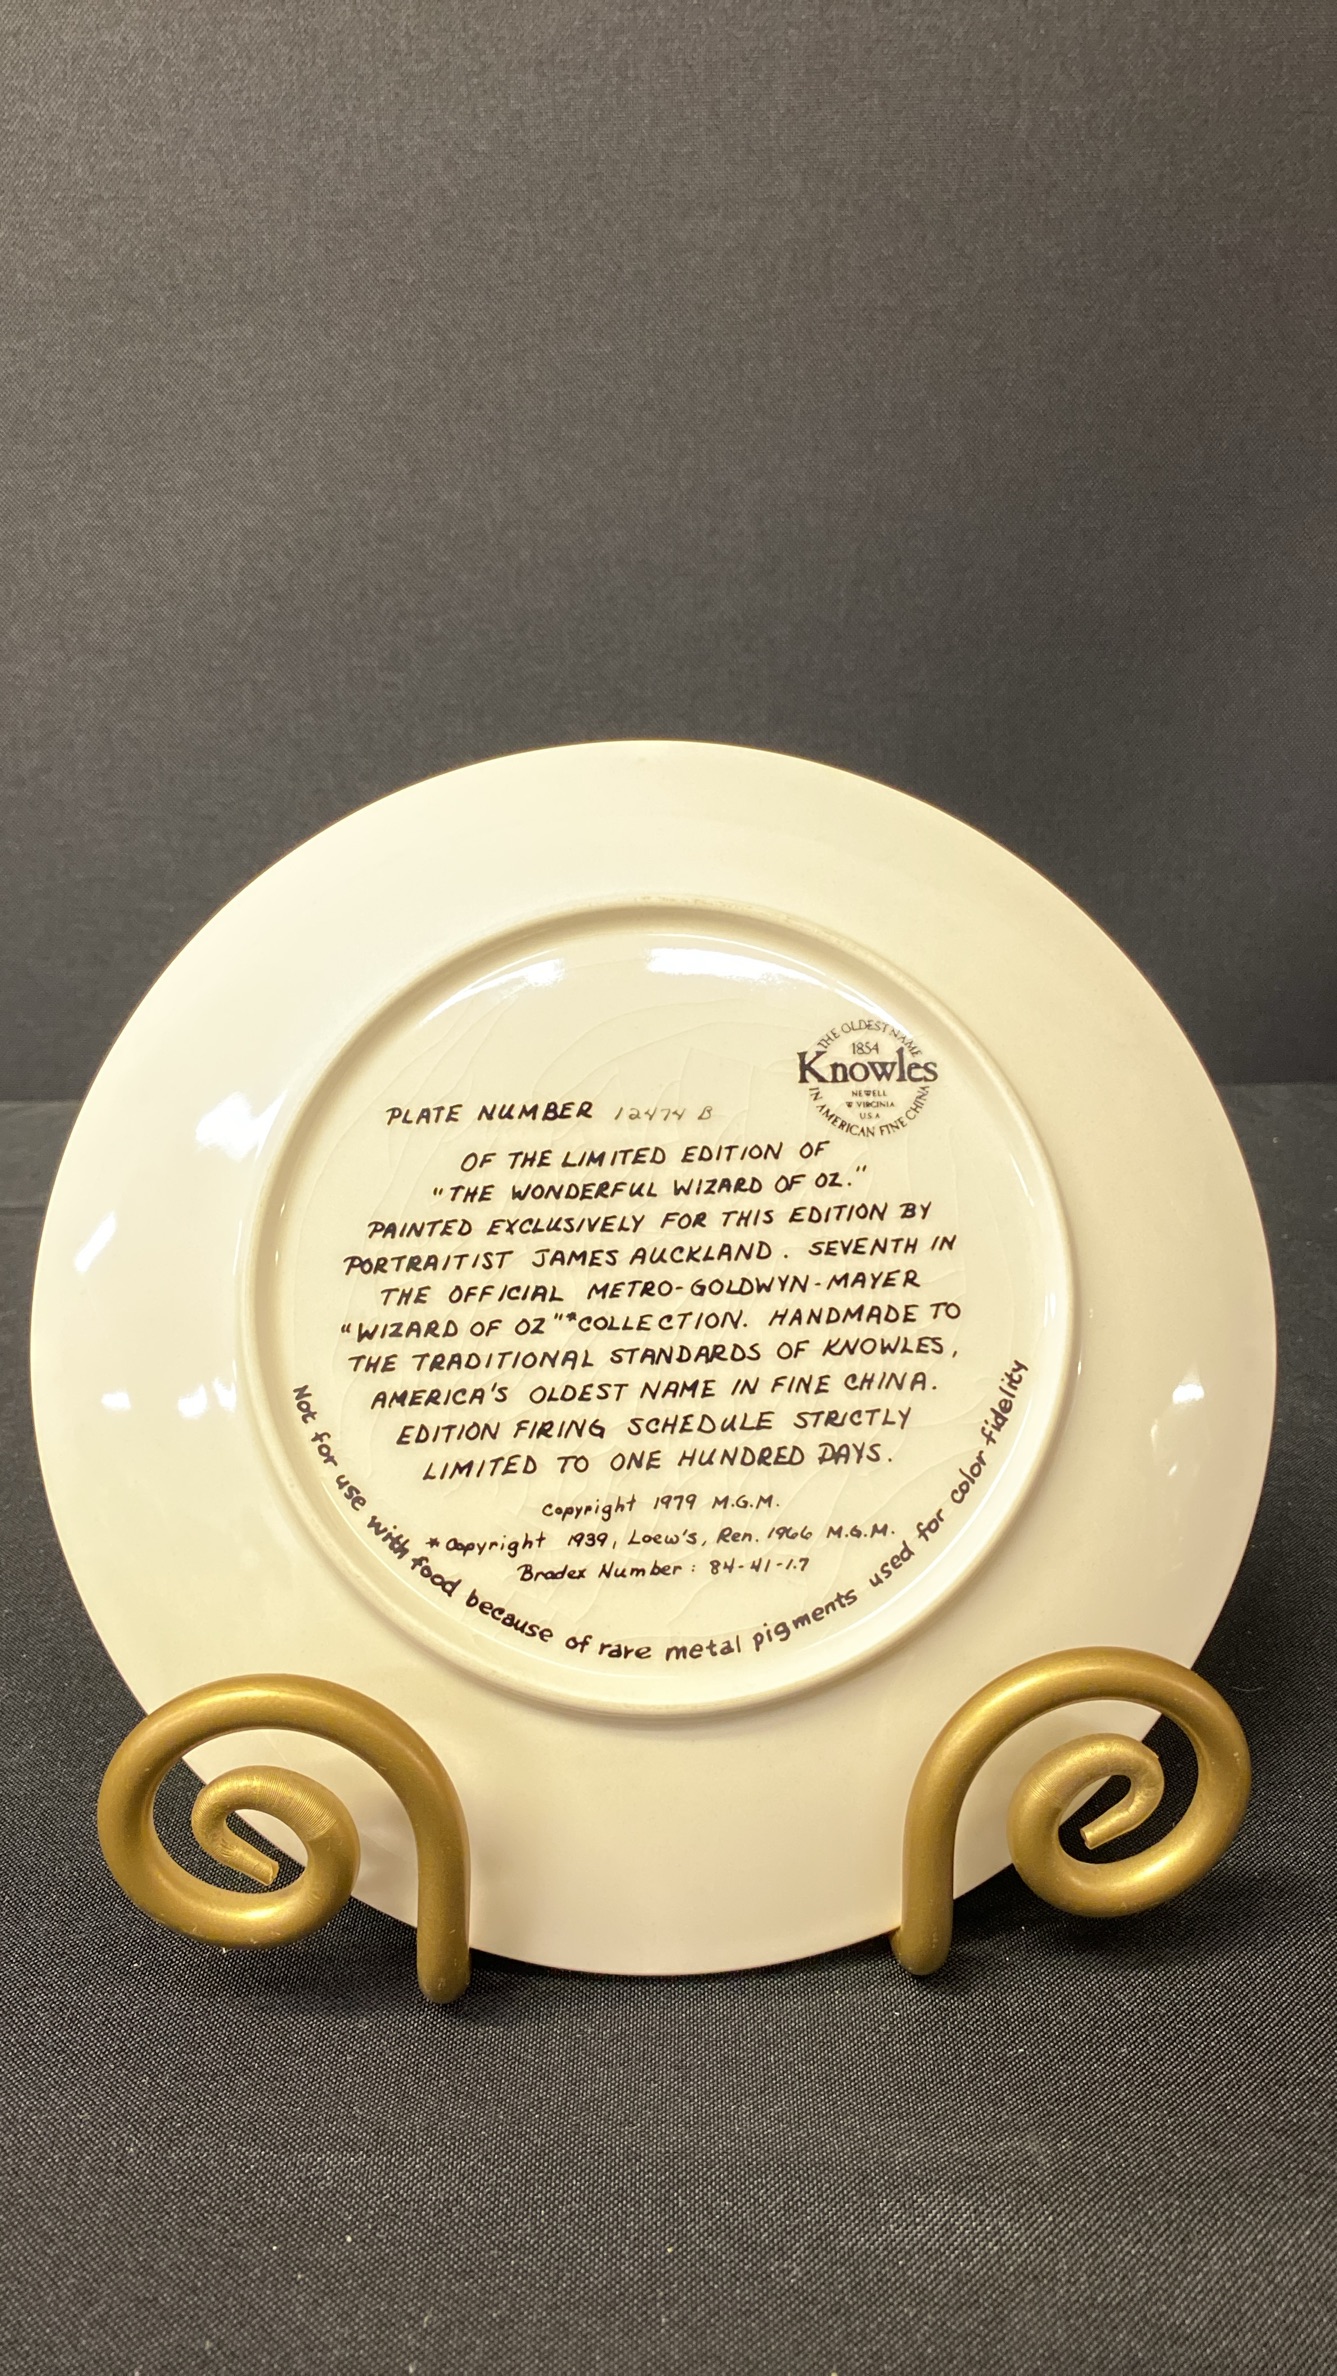 THE OLDEST NAME
1854
Knowles
NEWELL
W VIRGINIA
U.S.A
IN AMERICAN FINE CHINA
PLATE NUMBER 12474 B
OF THE LIMITED EDITION OF
"THE WONDERFUL WIZARD OF OZ."
PAINTED EXCLUSIVELY FOR THIS EDITION BY
PORTRAITIST JAMES AUCKLAND. SEVENTH IN
THE OFFICIAL METRO-GOLDWYN-MAYER
"WIZARD OF OZ"* COLLECTION. HANDMADE TO
THE TRADITIONAL STANDARDS OF KNOWLES,
AMERICA'S OLDEST NAME IN FINE CHINA.
EDITION FIRING SCHEDULE STRICTLY
LIMITED TO ONE HUNDRED DAYS.
Copyright 1979 M.G.M.
*Copyright 1939, Loew's, Ren. 1966 M.G.M.
Bradex Number: 84-41-1.7
Not for use with food because of rare metal pigments used for color fidelity